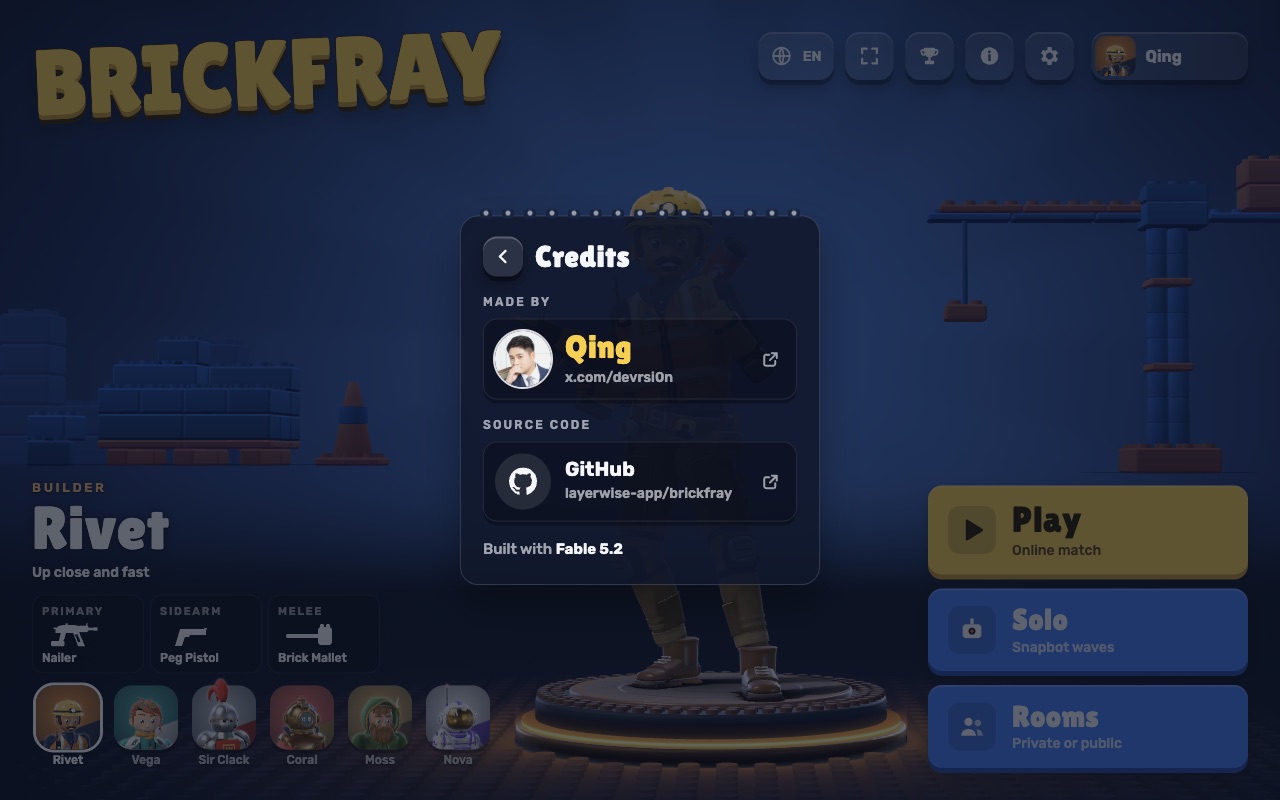 BRICKFRAY
EN
Qing
Credits
MADE BY
Qing
x.com/devrsi0n
SOURCE CODE
GitHub
layerwise-app/brickfray
Built with Fable 5.2
BUILDER
Rivet
Up close and fast
PRIMARY
Nailer
SIDEARM
Peg Pistol
MELEE
Brick Mallet
Rivet
Vega
Sir Clack
Coral
Moss
Nova
Play
Online match
Solo
Snapbot waves
Rooms
Private or public